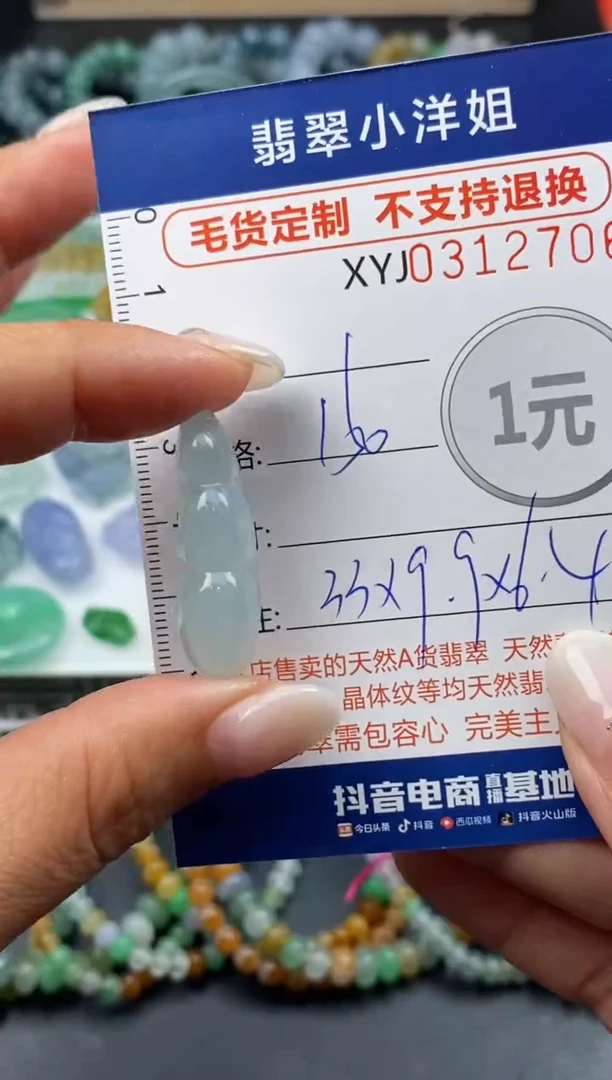 翡翠小洋姐
毛货定制 不支持退换
XYJ0312706
0
1
1元
格:
33x9.9x6.4
注:
店售卖的天然A货翡翠 天然
晶体纹等均天然翡
翠需包容心 完美主
抖音电商直播基地
今日头条 抖音 西瓜视频 抖音火山版